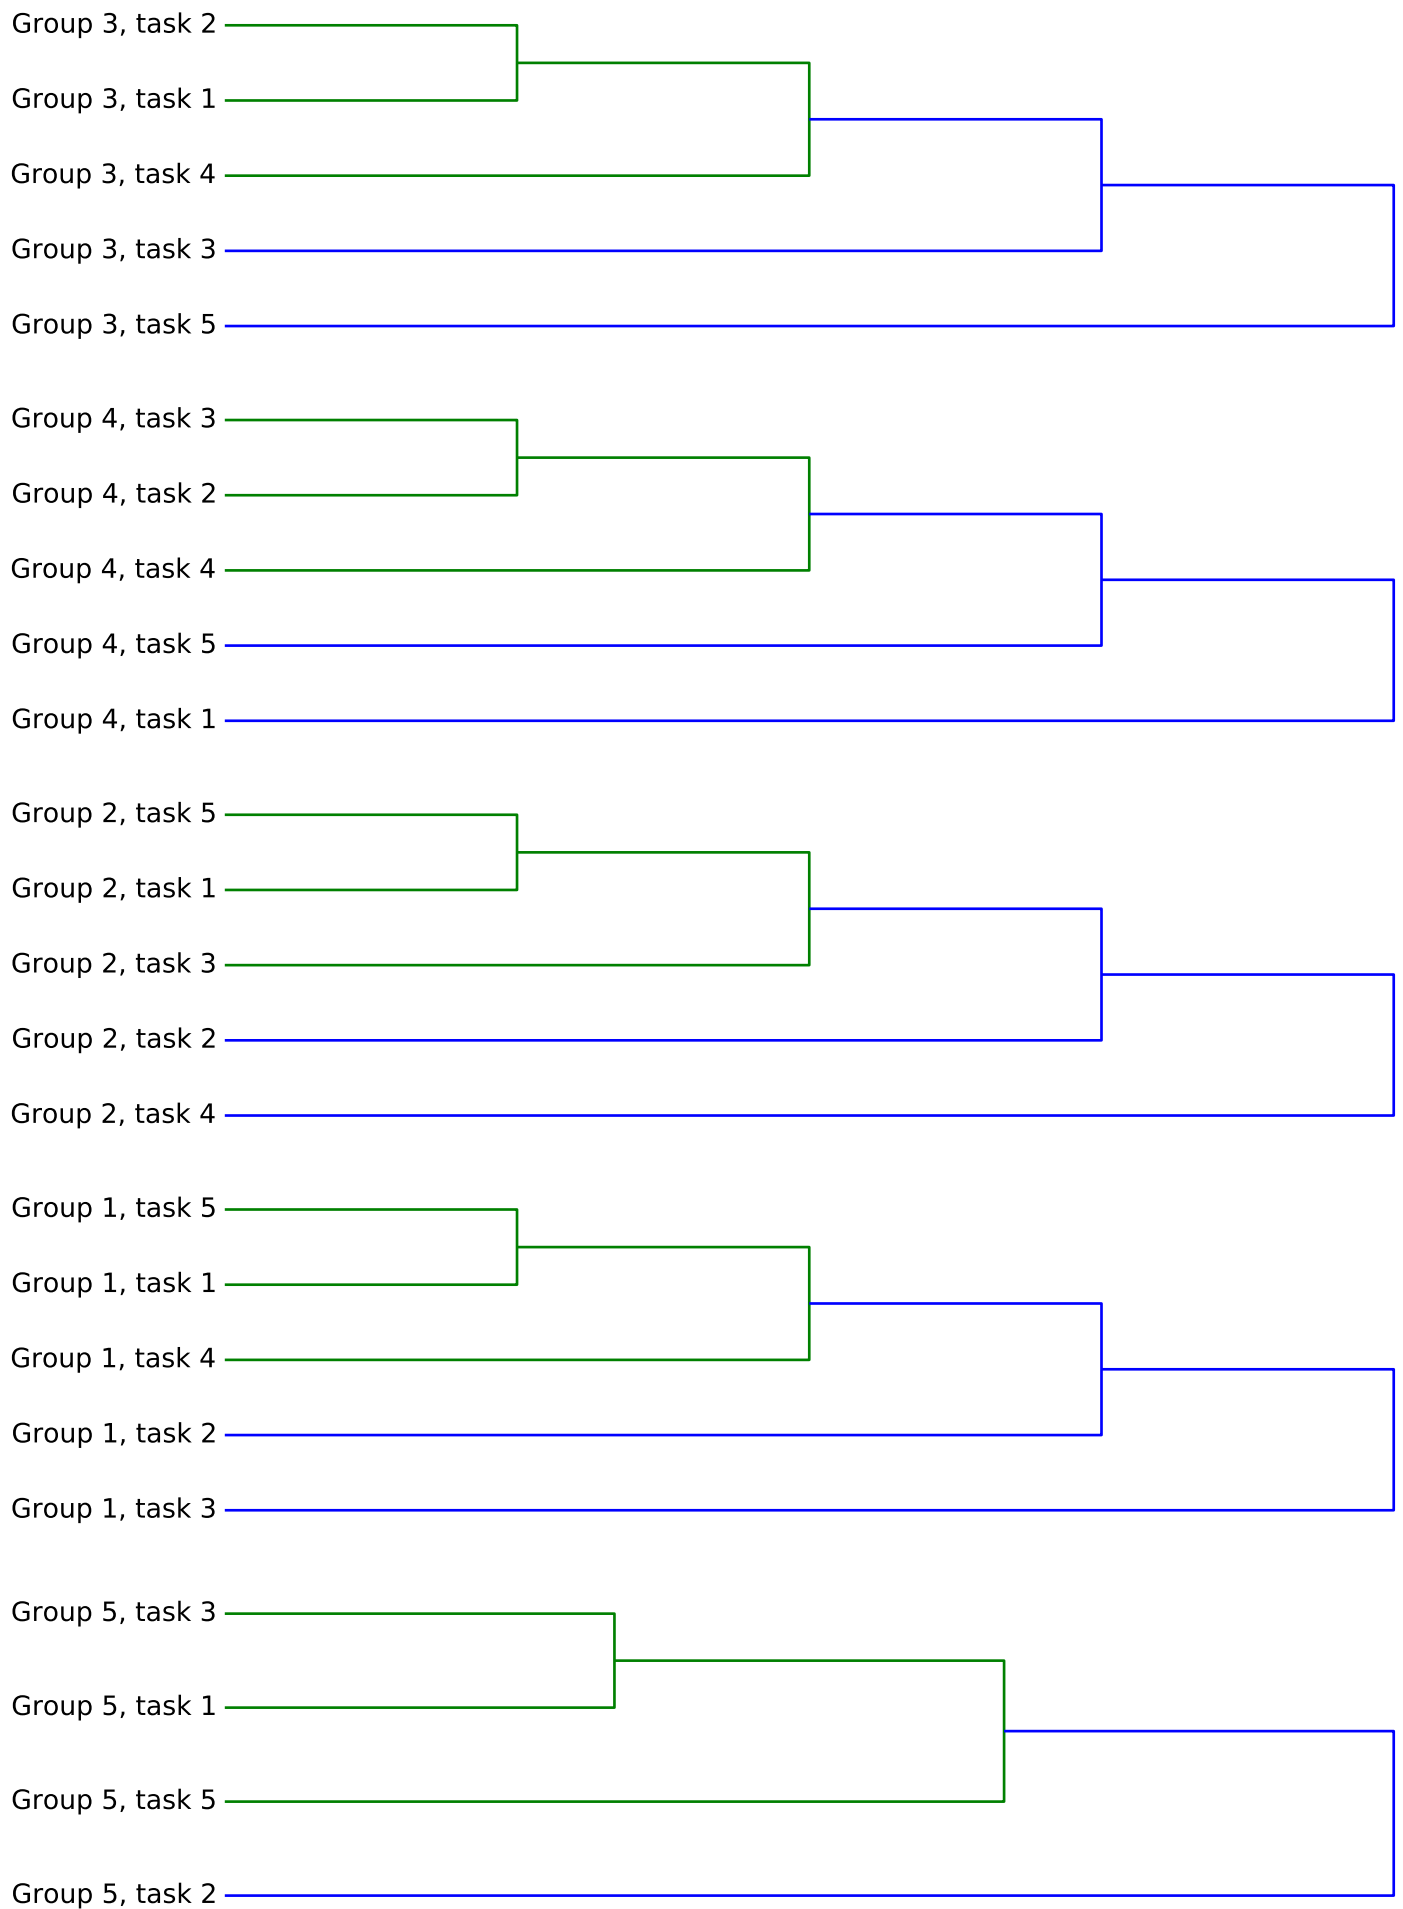 Group 3, task 2
Group 3, task 1
Group 3, task 4
Group 3, task 3
Group 3, task 5
Group 4, task 3
Group 4, task 2
Group 4, task 4
Group 4, task 5
Group 4, task 1
Group 2, task 5
Group 2, task 1
Group 2, task 3
Group 2, task 2
Group 2, task 4
Group 1, task 5
Group 1, task 1
Group 1, task 4
Group 1, task 2
Group 1, task 3
Group 5, task 3
Group 5, task 1
Group 5, task 5
Group 5, task 2